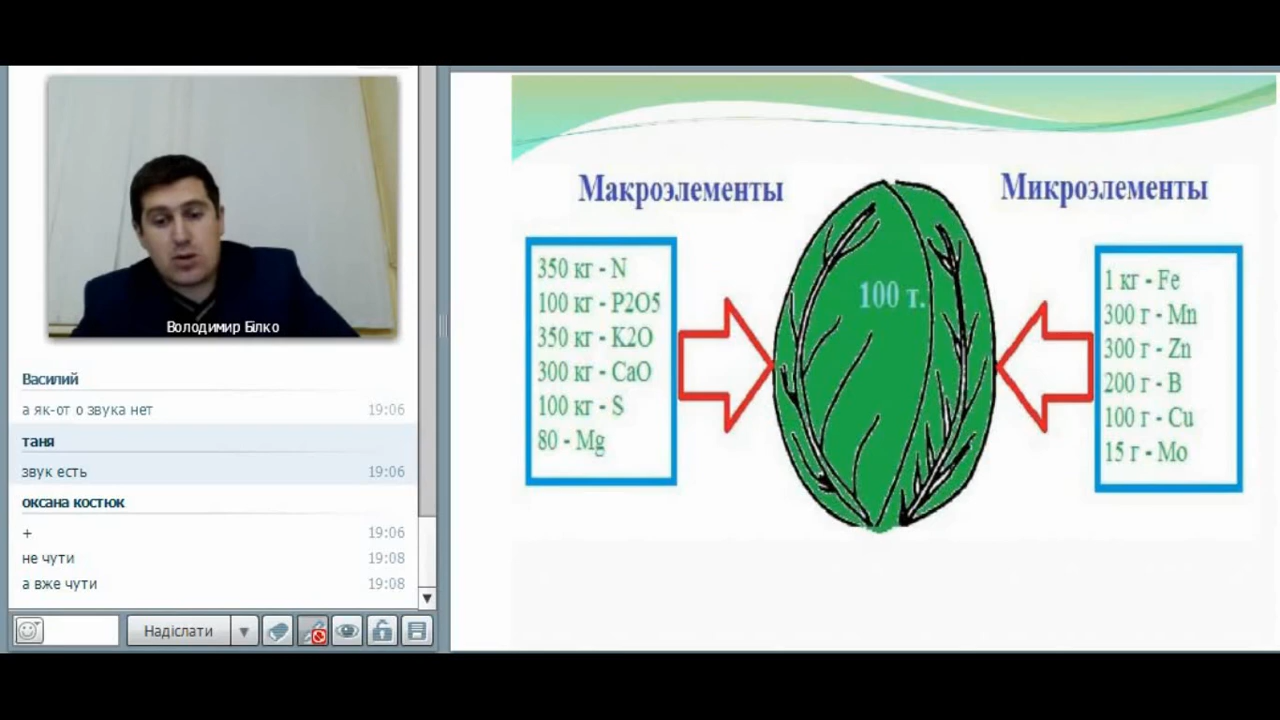 Володимир Білко
Василий
а як-от о звука нет 19:06
таня
звук есть 19:06
оксана костюк
+ 19:06
не чути 19:08
а вже чути 19:08
Надіслати
Макроэлементы
350 кг - N
100 кг - P2O5
350 кг - K2O
300 кг - CaO
100 кг - S
80 - Mg
100 т.
Микроэлементы
1 кг - Fe
300 г - Mn
300 г - Zn
200 г - B
100 г - Cu
15 г - Mo